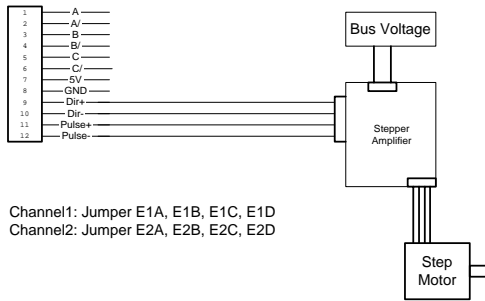 1 A
2 A/
3 B
4 B/
5 C
6 C/
7 5V
8 GND
9 Dir+
10 Dir-
11 Pulse+
12 Pulse-
Bus Voltage
Stepper
Amplifier
Channel1: Jumper E1A, E1B, E1C, E1D
Channel2: Jumper E2A, E2B, E2C, E2D
Step
Motor